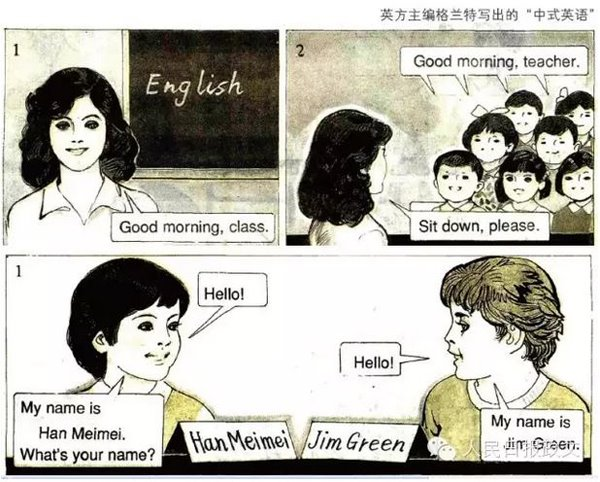 英方主编格兰特写出的“中式英语”
1
English
Good morning, class.
2
Good morning, teacher.
Sit down, please.
1
Hello!
My name is
Han Meimei.
What's your name?
Han Meimei
Hello!
My name is
Jim Green.
Jim Green
人民日报政文